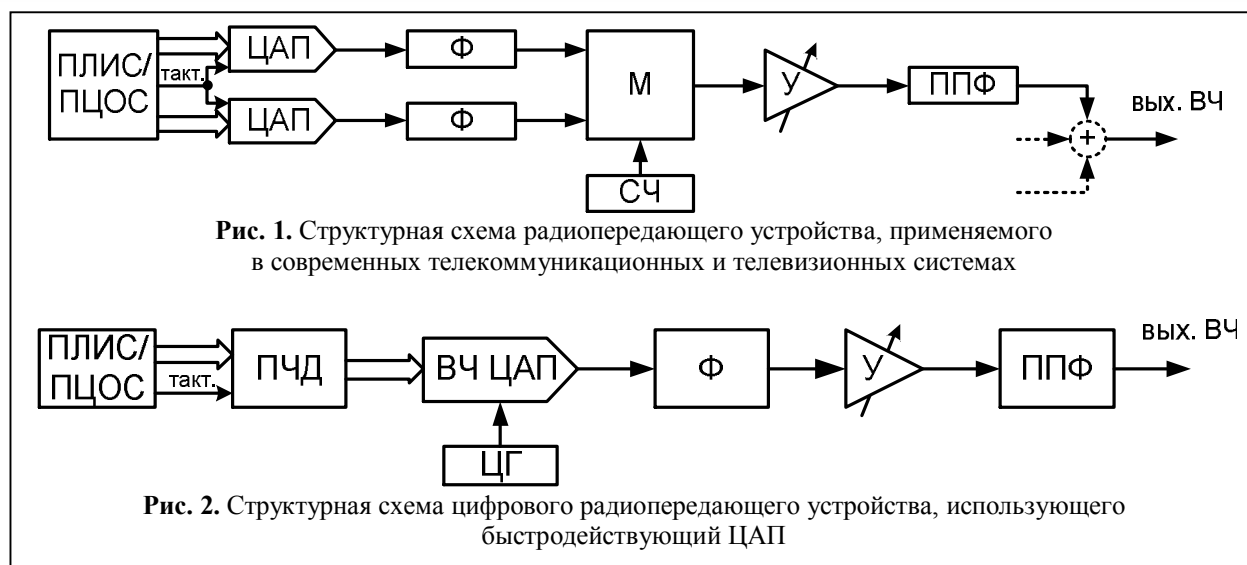 ПЛИС/
ПЦОС
такт.
ЦАП
ЦАП
Ф
Ф
М
СЧ
У
ППФ
+
вых. ВЧ
Рис. 1. Структурная схема радиопередающего устройства, применяемого
в современных телекоммуникационных и телевизионных системах
ПЛИС/
ПЦОС
такт.
ПЧД
ВЧ ЦАП
ЦГ
Ф
У
ППФ
вых. ВЧ
Рис. 2. Структурная схема цифрового радиопередающего устройства, использующего
быстродействующий ЦАП